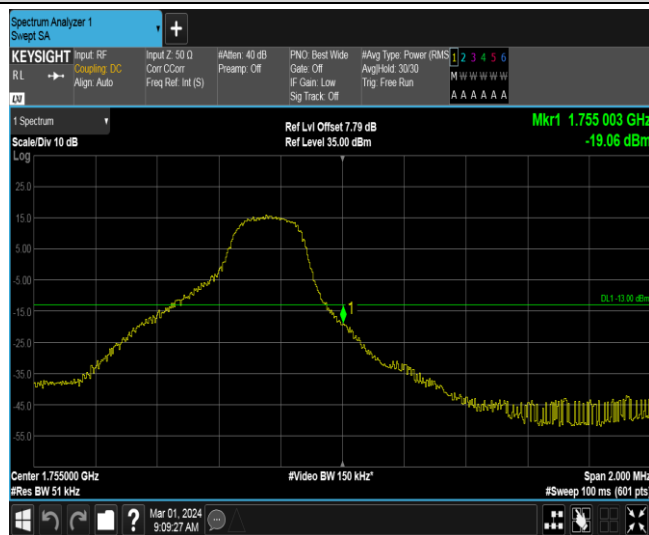 Spectrum Analyzer 1
Swept SA
+
KEYSIGHT
RL
LXI
Input: RF
Coupling: DC
Align: Auto
Input Z: 50 Ω
Corr CCorr
Freq Ref: Int (S)
#Atten: 40 dB
Preamp: Off
PNO: Best Wide
Gate: Off
IF Gain: Low
Sig Track: Off
#Avg Type: Power (RMS
Avg|Hold: 30/30
Trig: Free Run
1 2 3 4 5 6
M W W W W W
A A A A A A
1 Spectrum
Scale/Div 10 dB
Log
Ref Lvl Offset 7.79 dB
Ref Level 35.00 dBm
Mkr1 1.755 003 GHz
-19.06 dBm
25.0
15.0
5.00
-5.00
DL1 -13.00 dBm
1
-15.0
-25.0
-35.0
-45.0
-55.0
Center 1.755000 GHz
#Res BW 51 kHz
#Video BW 150 kHz*
Span 2.000 MHz
#Sweep 100 ms (601 pts)
?
Mar 01, 2024
9:09:27 AM